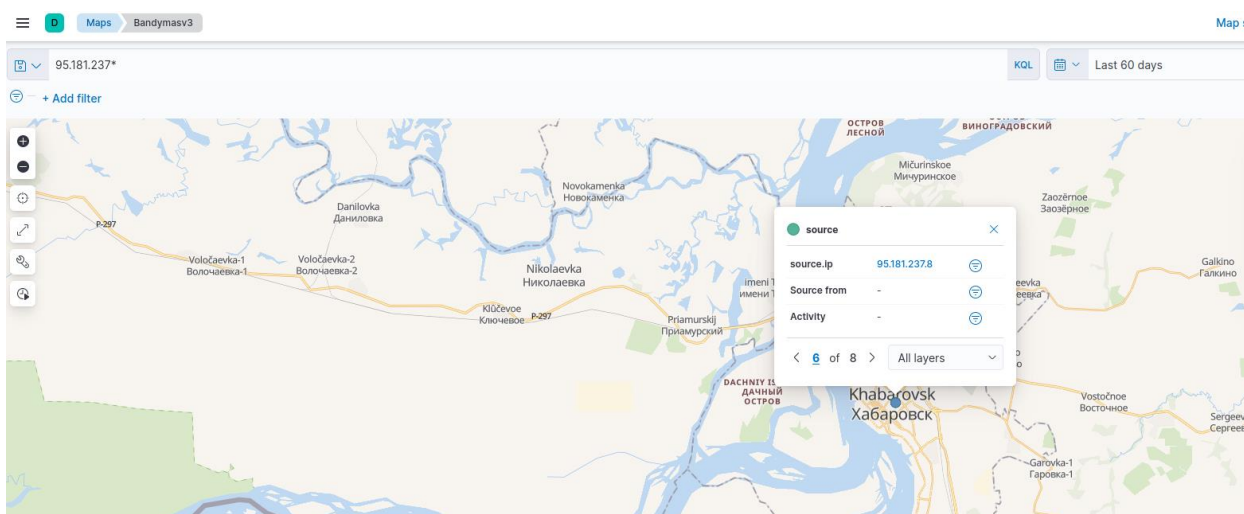 D Maps Bandymasv3
Map
95.181.237*
KQL
Last 60 days
+ Add filter
ОСТРОВ
ЛЕСНОЙ
ВИНОГРАДОВСКИЙ
Mičurinskoe
Мичуринское
Novokamenka
Новокаменка
Zaozërnoe
Заозёрное
Danilovka
Даниловка
P-297
Voločaevka-1
Волочаевка-1
Voločaevka-2
Волочаевка-2
Nikolaevka
Николаевка
Galkino
Галкино
source
source.ip 95.181.237.8
Source from -
Activity -
6 of 8 All layers
imeni
имени
Klûčevoe
Ключевое
P-297
Priamurskij
Приамурский
DACHNIY
ДАЧНЫЙ
ОСТРОВ
Khabarovsk
Хабаровск
Vostočnoe
Восточное
Garovka-1
Гаровка-1